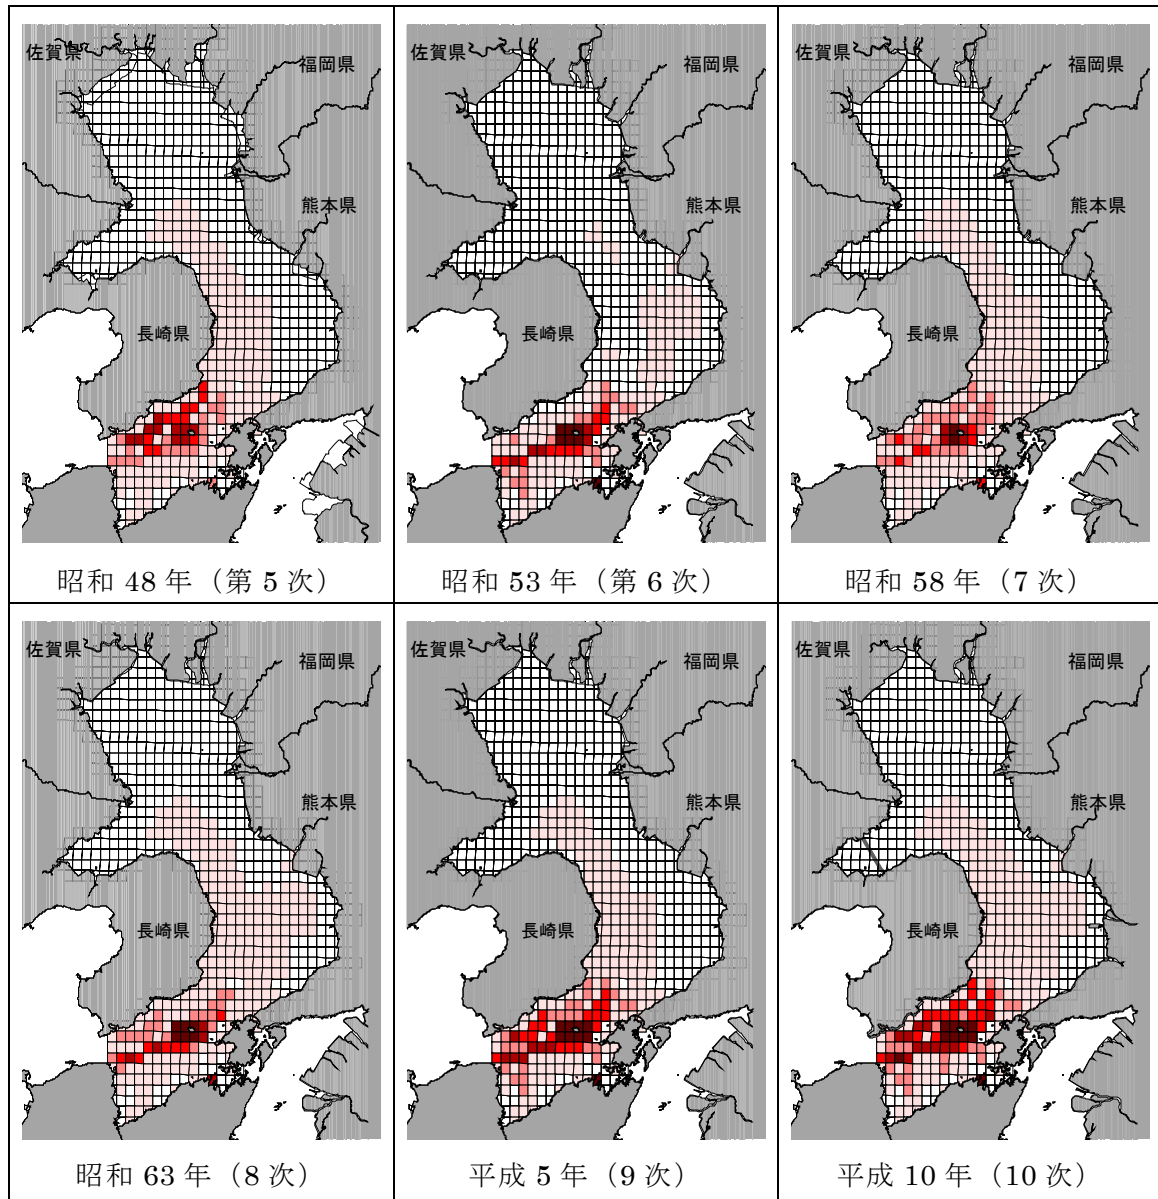 佐賀県
福岡県
熊本県
長崎県
昭和 48 年（第 5 次）
佐賀県
福岡県
熊本県
長崎県
昭和 53 年（第 6 次）
佐賀県
福岡県
熊本県
長崎県
昭和 58 年（7 次）
佐賀県
福岡県
熊本県
長崎県
昭和 63 年（8 次）
佐賀県
福岡県
熊本県
長崎県
平成 5 年（9 次）
佐賀県
福岡県
熊本県
長崎県
平成 10 年（10 次）